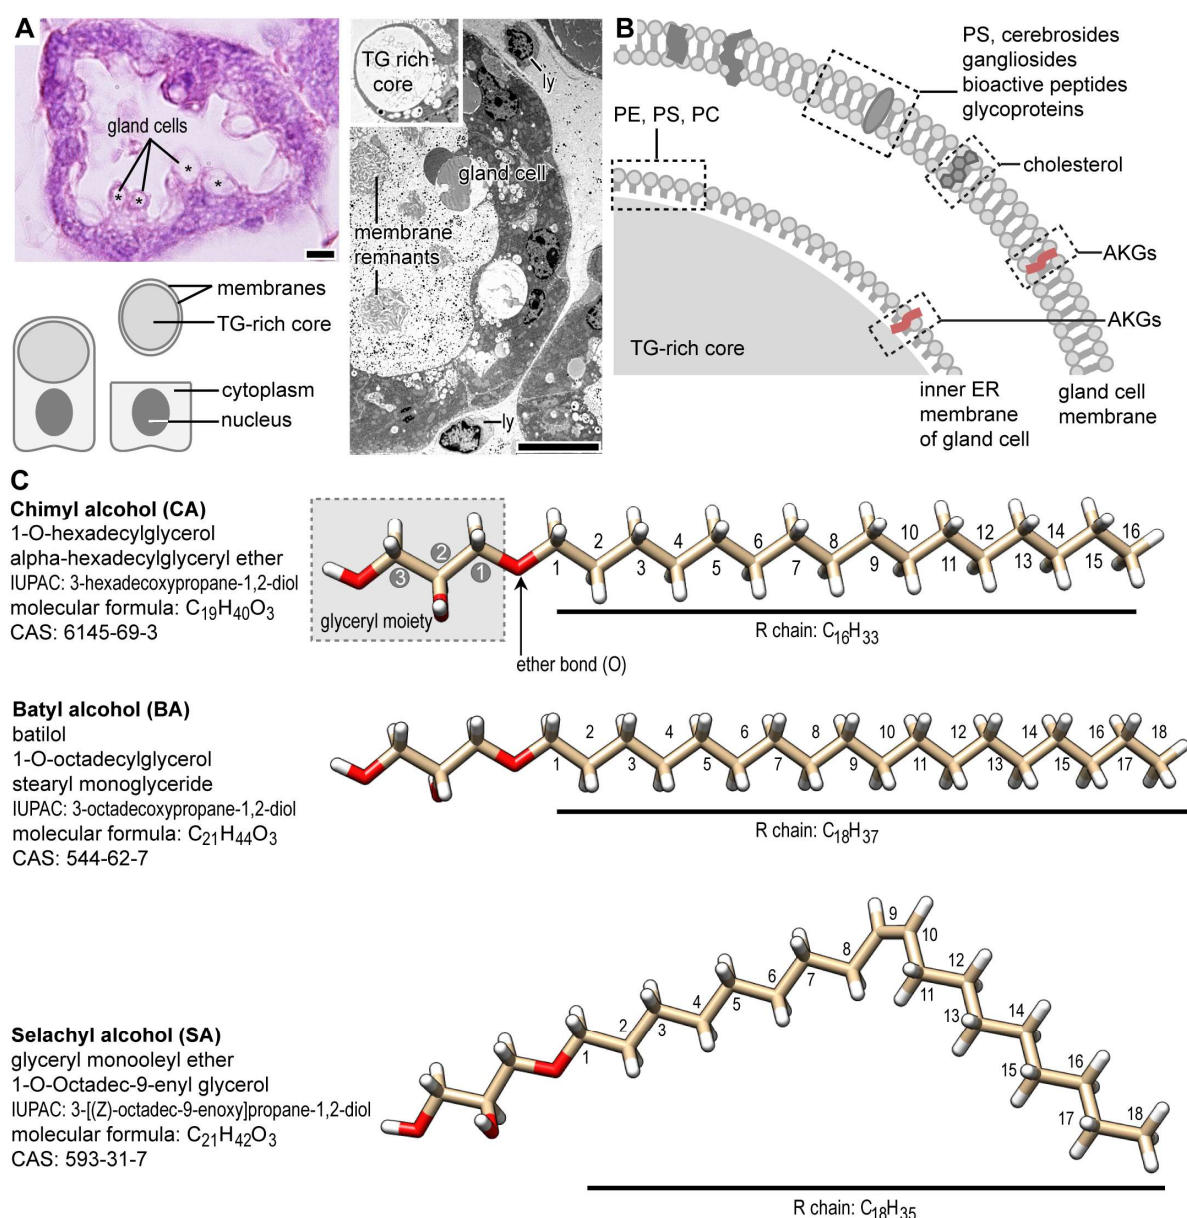 A
gland cells
*
*
*
*
membranes
TG-rich core
cytoplasm
nucleus
TG rich
core
ly
gland cell
membrane
remnants
ly
B
PS, cerebrosides
gangliosides
bioactive peptides
glycoproteins
PE, PS, PC
cholesterol
AKGs
AKGs
TG-rich core
inner ER
membrane
of gland cell
gland cell
membrane
C
Chimyl alcohol (CA)
1-O-hexadecylglycerol
alpha-hexadecylglyceryl ether
IUPAC: 3-hexadecoxypropane-1,2-diol
molecular formula: C19H40O3
CAS: 6145-69-3
3 2 1
glyceryl moiety
ether bond (O)
1 2 3 4 5 6 7 8 9 10 11 12 13 14 15 16
R chain: C16H33
Batyl alcohol (BA)
batilol
1-O-octadecylglycerol
stearyl monoglyceride
IUPAC: 3-octadecoxypropane-1,2-diol
molecular formula: C21H44O3
CAS: 544-62-7
1 2 3 4 5 6 7 8 9 10 11 12 13 14 15 16 17 18
R chain: C18H37
Selachyl alcohol (SA)
glyceryl monooleyl ether
1-O-Octadec-9-enyl glycerol
IUPAC: 3-[(Z)-octadec-9-enoxy]propane-1,2-diol
molecular formula: C21H42O3
CAS: 593-31-7
1 2 3 4 5 6 7 8 9 10 11 12 13 14 15 16 17 18
R chain: C18H35